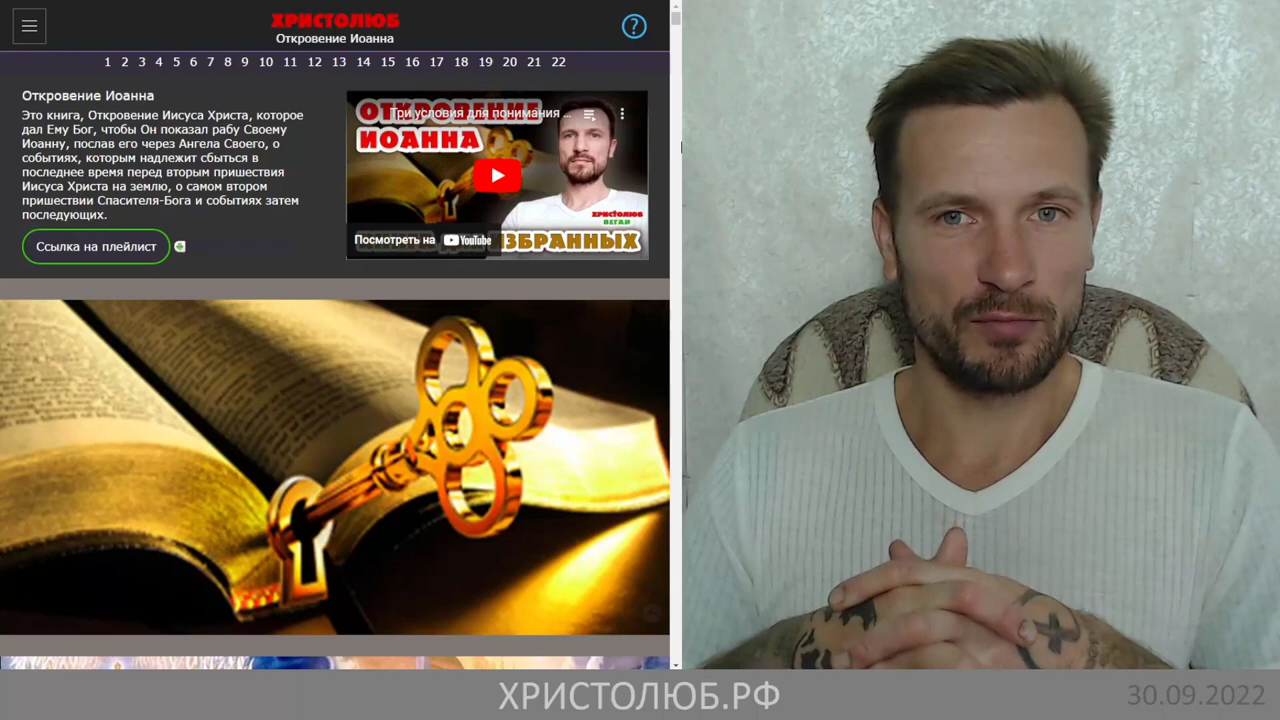 ХРИСТОЛЮБ
Откровение Иоанна
1 2 3 4 5 6 7 8 9 10 11 12 13 14 15 16 17 18 19 20 21 22
Откровение Иоанна
Это книга, Откровение Иисуса Христа, которое
дал Ему Бог, чтобы Он показал рабу Своему
Иоанну, послав его через Ангела Своего, о
событиях, которым надлежит сбыться в
последнее время перед вторым пришествия
Иисуса Христа на землю, о самом втором
пришествии Спасителя-Бога и событиях затем
последующих.
Ссылка на плейлист
ОТКРОВЕНИЕ
Три условия для понимания ...
ИОАННА
ХРИСТОЛЮБ
ВЕГАН
Посмотреть на YouTube
ИЗБРАННЫХ
ХРИСТОЛЮБ.РФ
30.09.2022